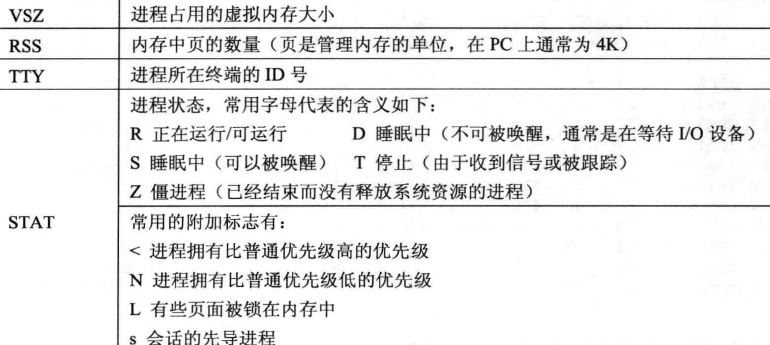 VSZ 进程占用的虚拟内存大小
RSS 内存中页的数量（页是管理内存的单位，在 PC 上通常为 4K）
TTY 进程所在终端的 ID 号
进程状态，常用字母代表的含义如下：
R 正在运行/可运行 D 睡眠中（不可被唤醒，通常是在等待 I/O 设备）
S 睡眠中（可以被唤醒） T 停止（由于收到信号或被跟踪）
Z 僵进程（已经结束而没有释放系统资源的进程）
STAT 常用的附加标志有：
< 进程拥有比普通优先级高的优先级
N 进程拥有比普通优先级低的优先级
L 有些页面被锁在内存中
s 会话的先导进程